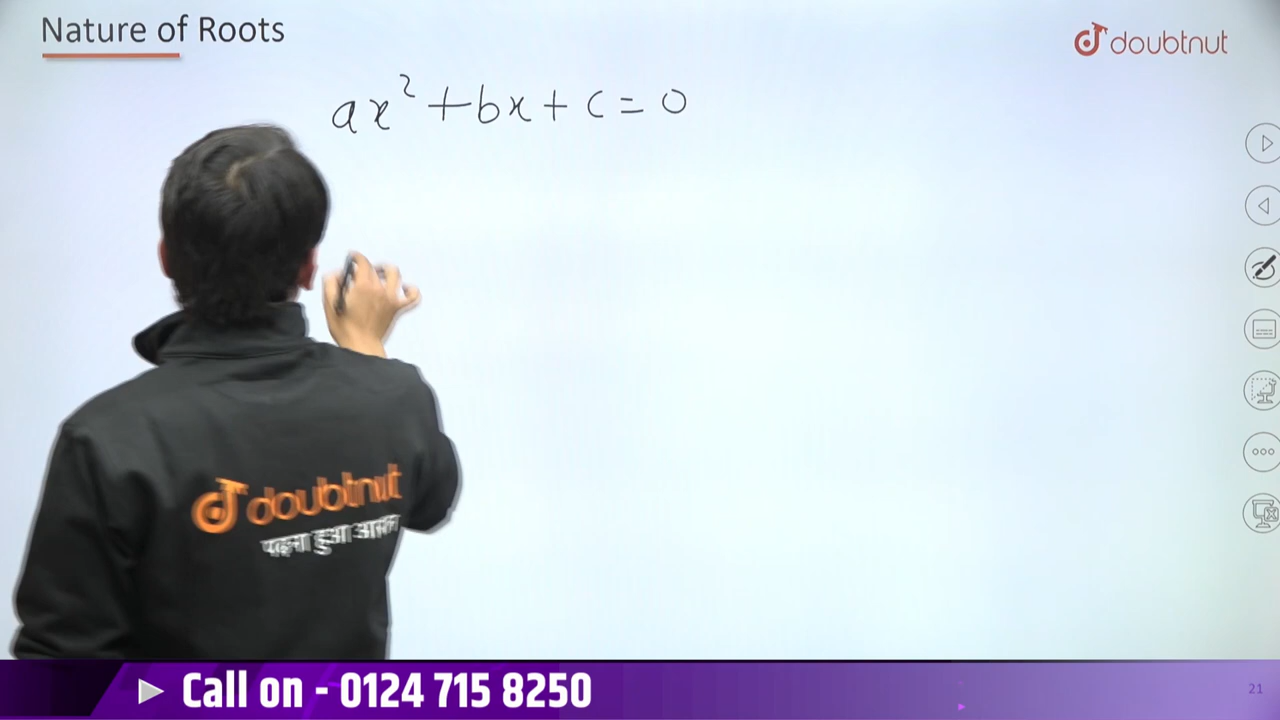 Nature of Roots
doubtnut
ax² + bx + c = 0
doubtnut
पढ़ना हुआ आसान
Call on - 0124 715 8250
21